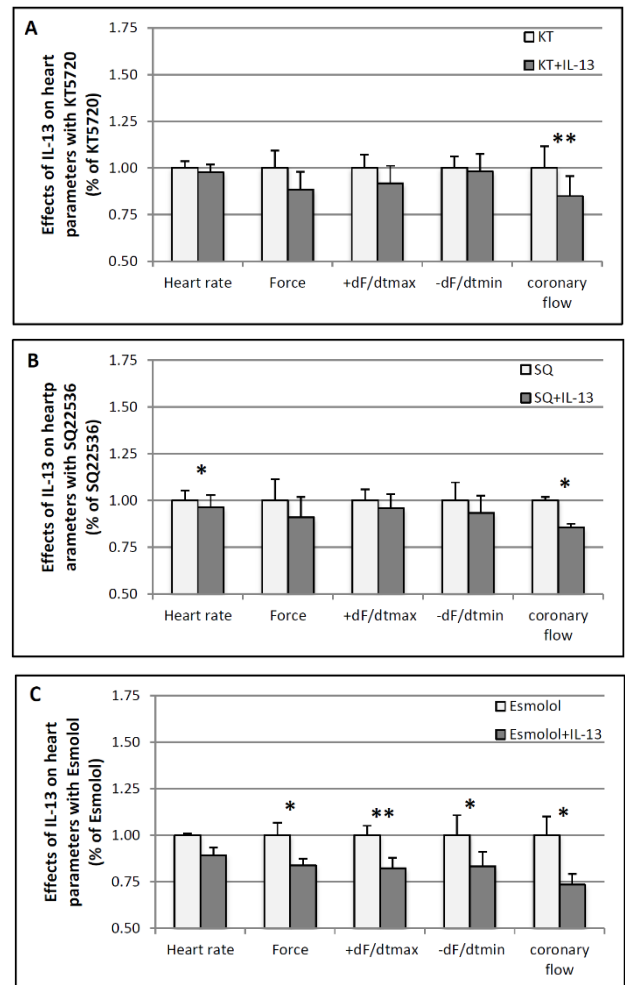 A
Effects of IL-13 on heart
parameters with KT5720
(% of KT5720)
1.75
1.50
1.25
1.00
0.75
0.50
KT
KT+IL-13
**
Heart rate
Force
+dF/dtmax
-dF/dtmin
coronary
flow
B
Effects of IL-13 on heartp
arameters with SQ22536
(% of SQ22536)
1.75
1.50
1.25
1.00
0.75
0.50
SQ
SQ+IL-13
*
*
Heart rate
Force
+dF/dtmax
-dF/dtmin
coronary
flow
C
Effects of IL-13 on heart
parameters with Esmolol
(% of Esmolol)
1.75
1.50
1.25
1.00
0.75
0.50
Esmolol
Esmolol+IL-13
*
**
*
*
Heart rate
Force
+dF/dtmax
-dF/dtmin
coronary
flow